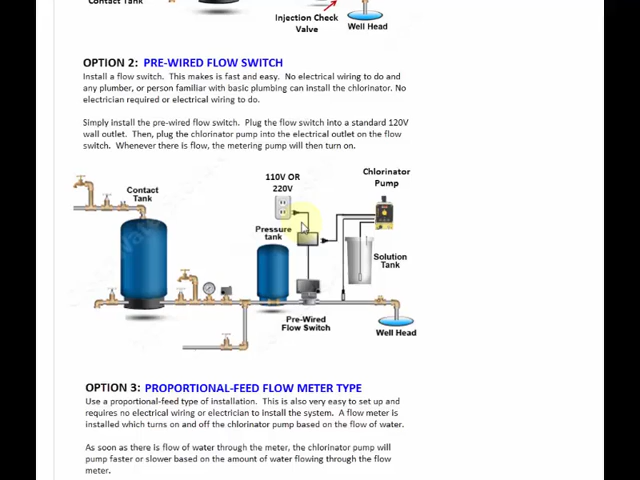 Contact Tank
Injection Check
Valve
Well Head
OPTION 2: PRE-WIRED FLOW SWITCH
Install a flow switch. This makes is fast and easy. No electrical wiring to do and
any plumber, or person familiar with basic plumbing can install the chlorinator. No
electrician required or electrical wiring to do.
Simply install the pre-wired flow switch. Plug the flow switch into a standard 120V
wall outlet. Then, plug the chlorinator pump into the electrical outlet on the flow
switch. Whenever there is flow, the metering pump will then turn on.
Chlorinator
Pump
110V OR
220V
Contact
Tank
Pressure
tank
Solution
Tank
Pre-Wired
Flow Switch
Well Head
OPTION 3: PROPORTIONAL-FEED FLOW METER TYPE
Use a proportional-feed type of installation. This is also very easy to set up and
requires no electrical wiring or electrician to install the system. A flow meter is
installed which turns on and off the chlorinator pump based on the flow of water.
As soon as there is flow of water through the meter, the chlorinator pump will
pump faster or slower based on the amount of water flowing through the flow
meter.